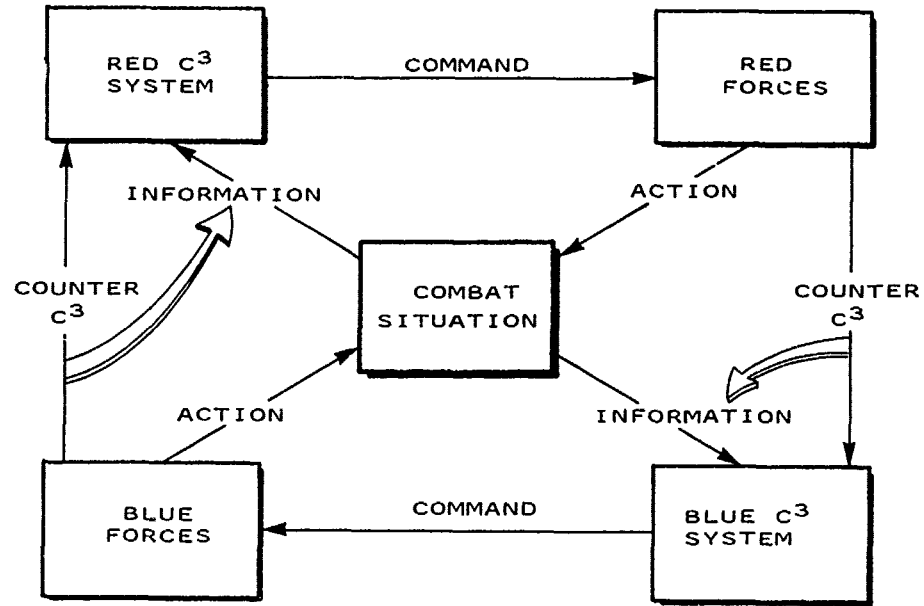 RED C³
SYSTEM
COMMAND
RED
FORCES
INFORMATION
ACTION
COUNTER
C³
COMBAT
SITUATION
COUNTER
C³
ACTION
INFORMATION
BLUE
FORCES
COMMAND
BLUE C³
SYSTEM